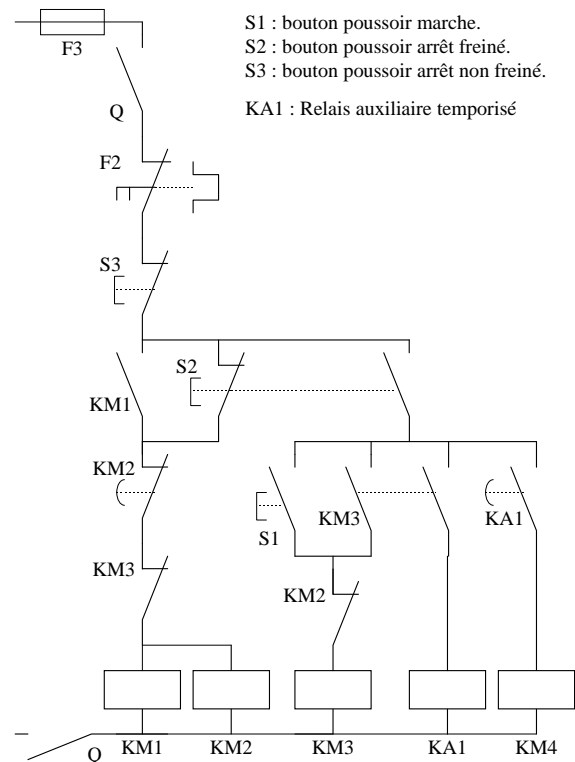 S1 : bouton poussoir marche.
S2 : bouton poussoir arrêt freiné.
S3 : bouton poussoir arrêt non freiné.
KA1 : Relais auxiliaire temporisé
F3
Q
F2
S3
S2
KM1
KM2
KM3
KA1
S1
KM3
KM2
Q KM1 KM2 KM3 KA1 KM4